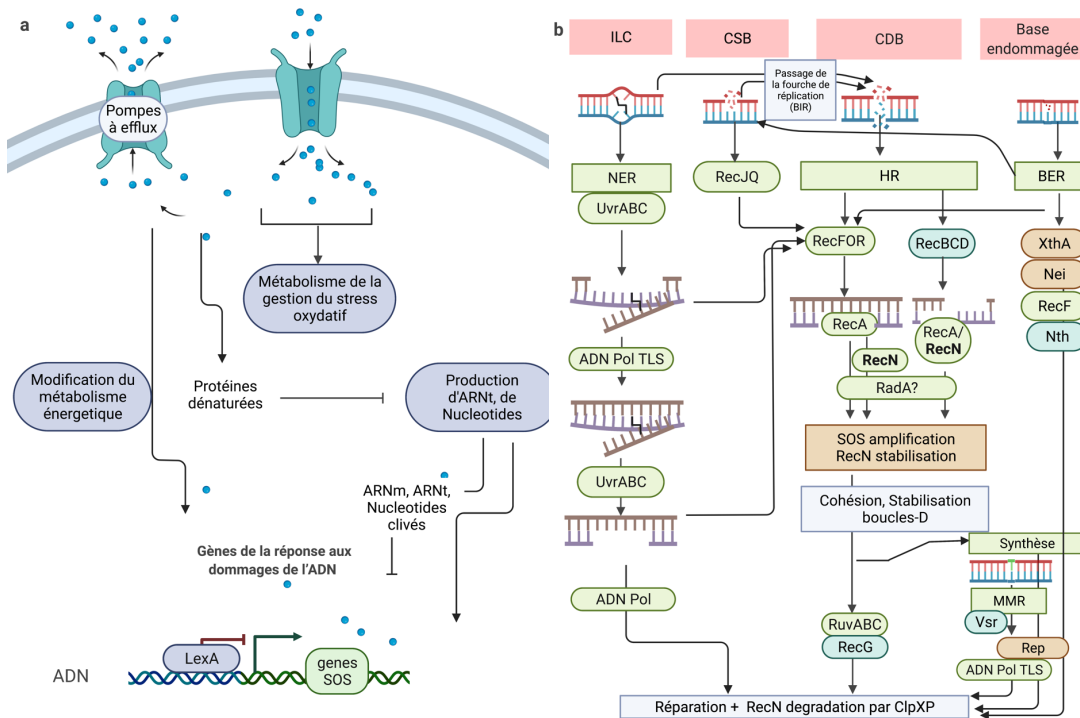 a
Pompes
à efflux
Métabolisme de la
gestion du stress
oxydatif
Modification du
métabolisme
énergetique
Protéines
dénaturées
Production
d'ARNt, de
Nucleotides
ARNm, ARNt,
Nucleotides
clivés
Gènes de la réponse aux
dommages de l'ADN
ADN
LexA
genes
SOS
b
ILC
CSB
CDB
Base
endommagée
Passage de
la fourche de
réplication
(BIR)
NER
UvrABC
RecJQ
HR
BER
RecFOR
RecBCD
XthA
Nei
RecF
Nth
RecA
RecA/
RecN
RecN
ADN Pol TLS
RadA?
SOS amplification
RecN stabilisation
UvrABC
Cohésion, Stabilisation
boucles-D
Synthèse
MMR
Vsr
Rep
ADN Pol TLS
ADN Pol
RuvABC
RecG
Réparation + RecN degradation par ClpXP